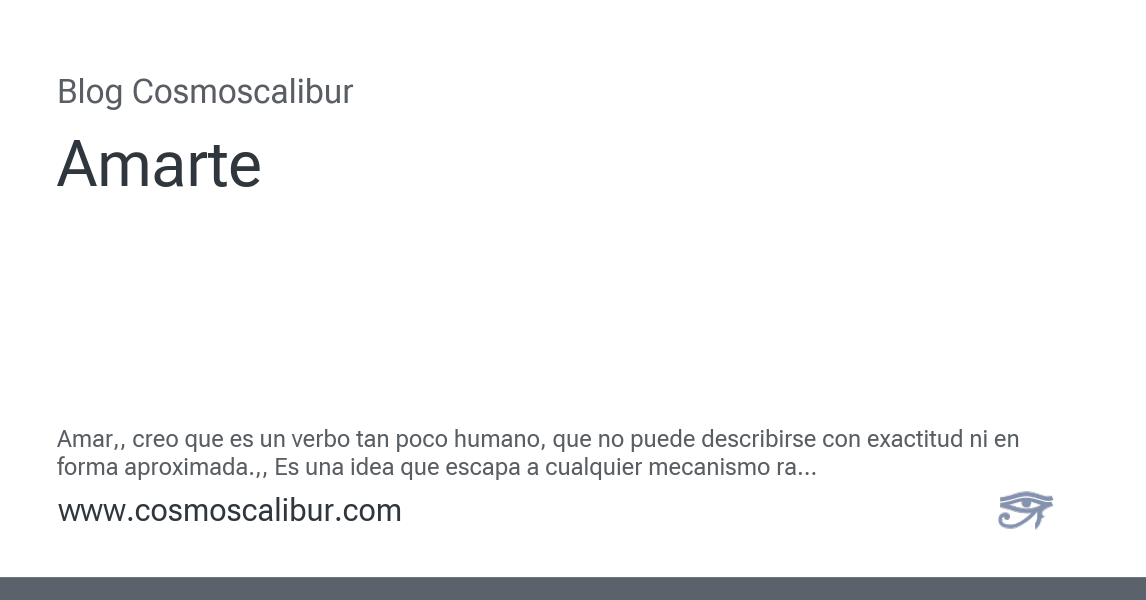 Blog Cosmoscalibur
Amarte
Amar,, creo que es un verbo tan poco humano, que no puede describirse con exactitud ni en
forma aproximada.,, Es una idea que escapa a cualquier mecanismo ra...
www.cosmoscalibur.com